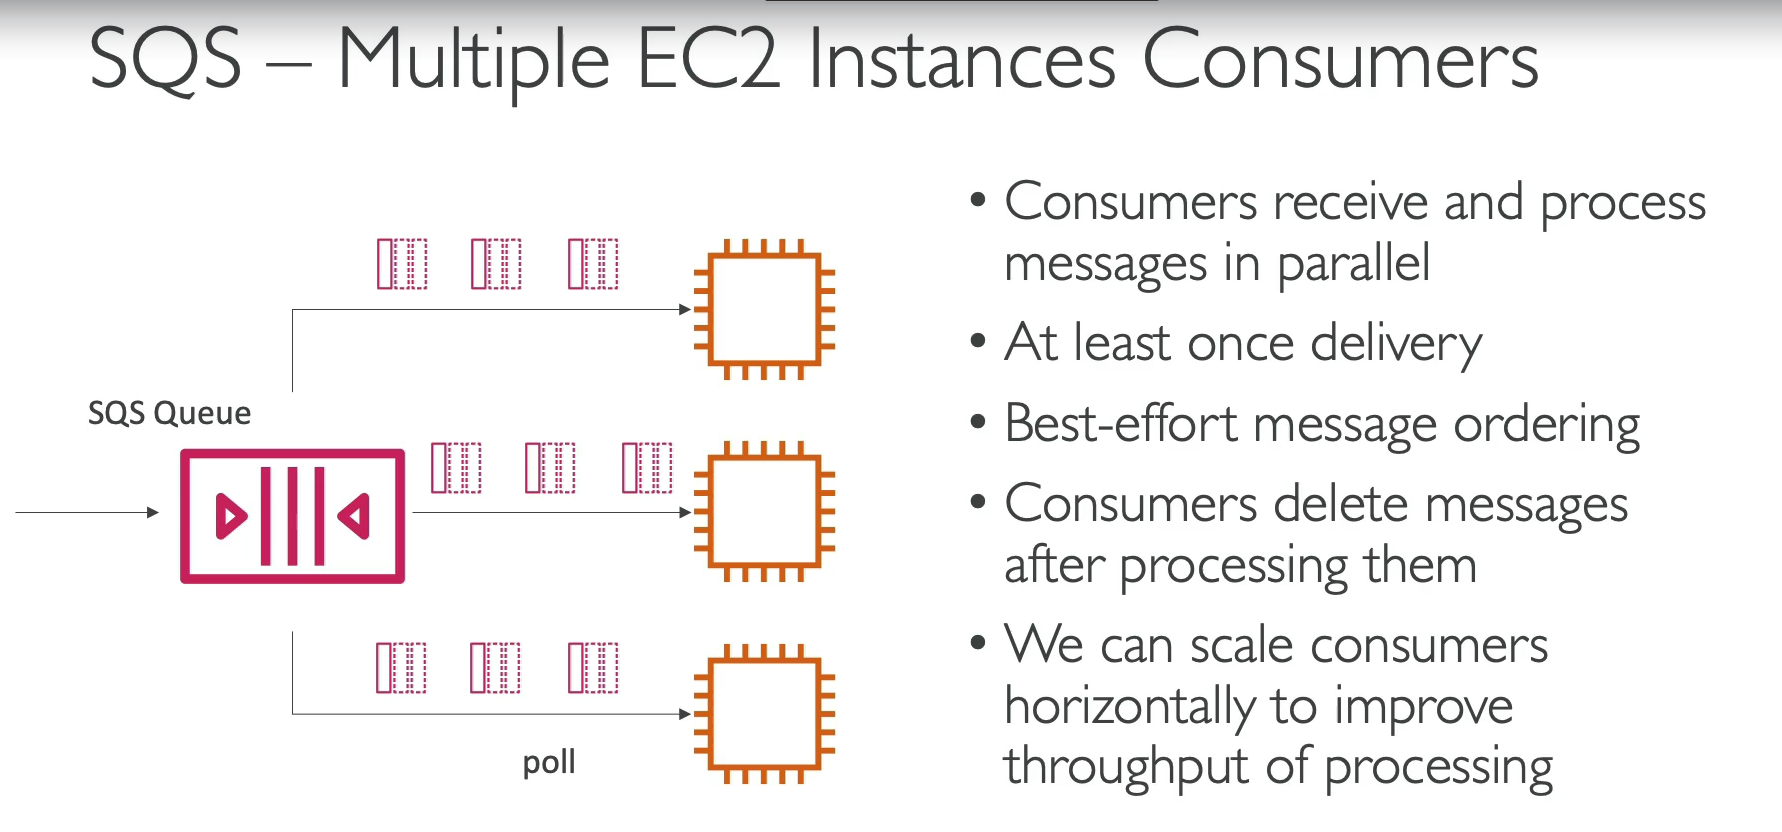 SQS – Multiple EC2 Instances Consumers
SQS Queue
poll
• Consumers receive and process
messages in parallel
• At least once delivery
• Best-effort message ordering
• Consumers delete messages
after processing them
• We can scale consumers
horizontally to improve
throughput of processing